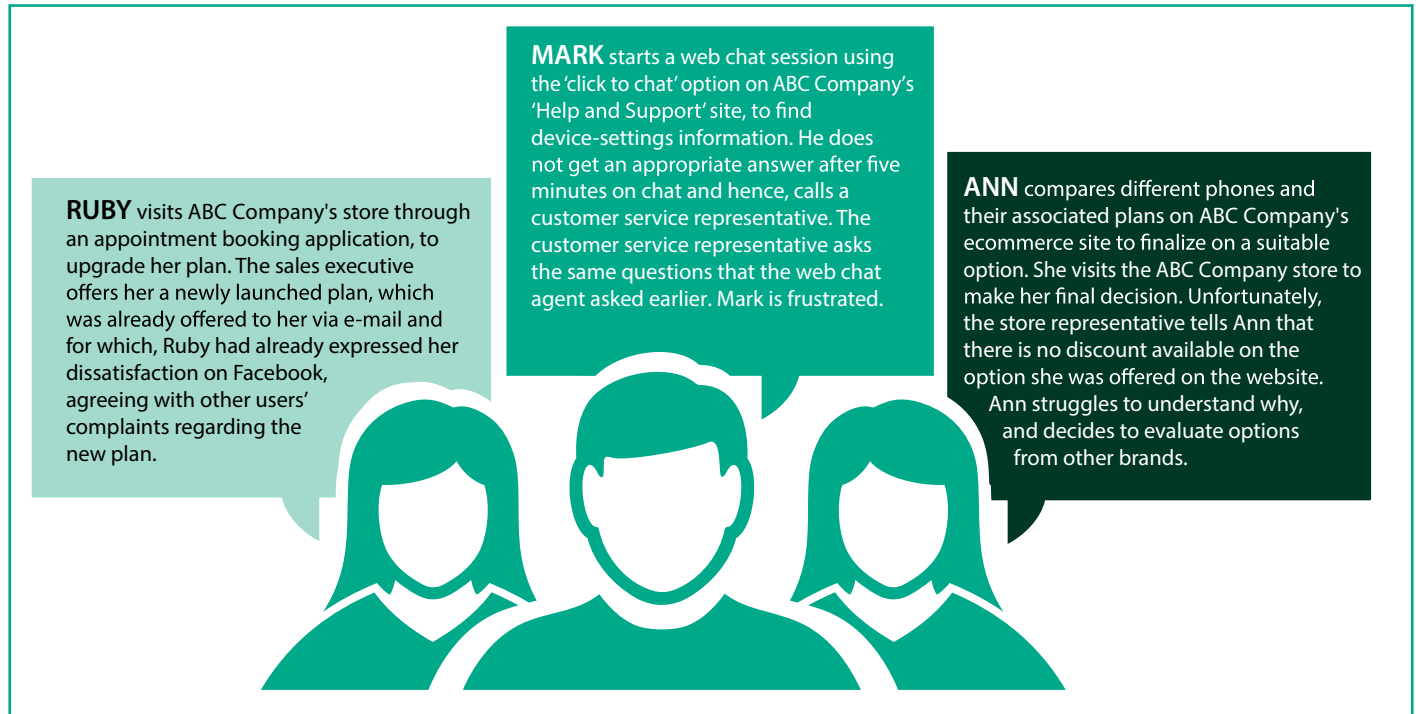 RUBY visits ABC Company's store through
an appointment booking application, to
upgrade her plan. The sales executive
offers her a newly launched plan, which
was already offered to her via e-mail and
for which, Ruby had already expressed her
dissatisfaction on Facebook,
agreeing with other users’
complaints regarding the
new plan.
MARK starts a web chat session using
the ‘click to chat’ option on ABC Company’s
‘Help and Support’ site, to find
device-settings information. He does
not get an appropriate answer after five
minutes on chat and hence, calls a
customer service representative. The
customer service representative asks
the same questions that the web chat
agent asked earlier. Mark is frustrated.
ANN compares different phones and
their associated plans on ABC Company's
ecommerce site to finalize on a suitable
option. She visits the ABC Company store to
make her final decision. Unfortunately,
the store representative tells Ann that
there is no discount available on the
option she was offered on the website.
Ann struggles to understand why,
and decides to evaluate options
from other brands.